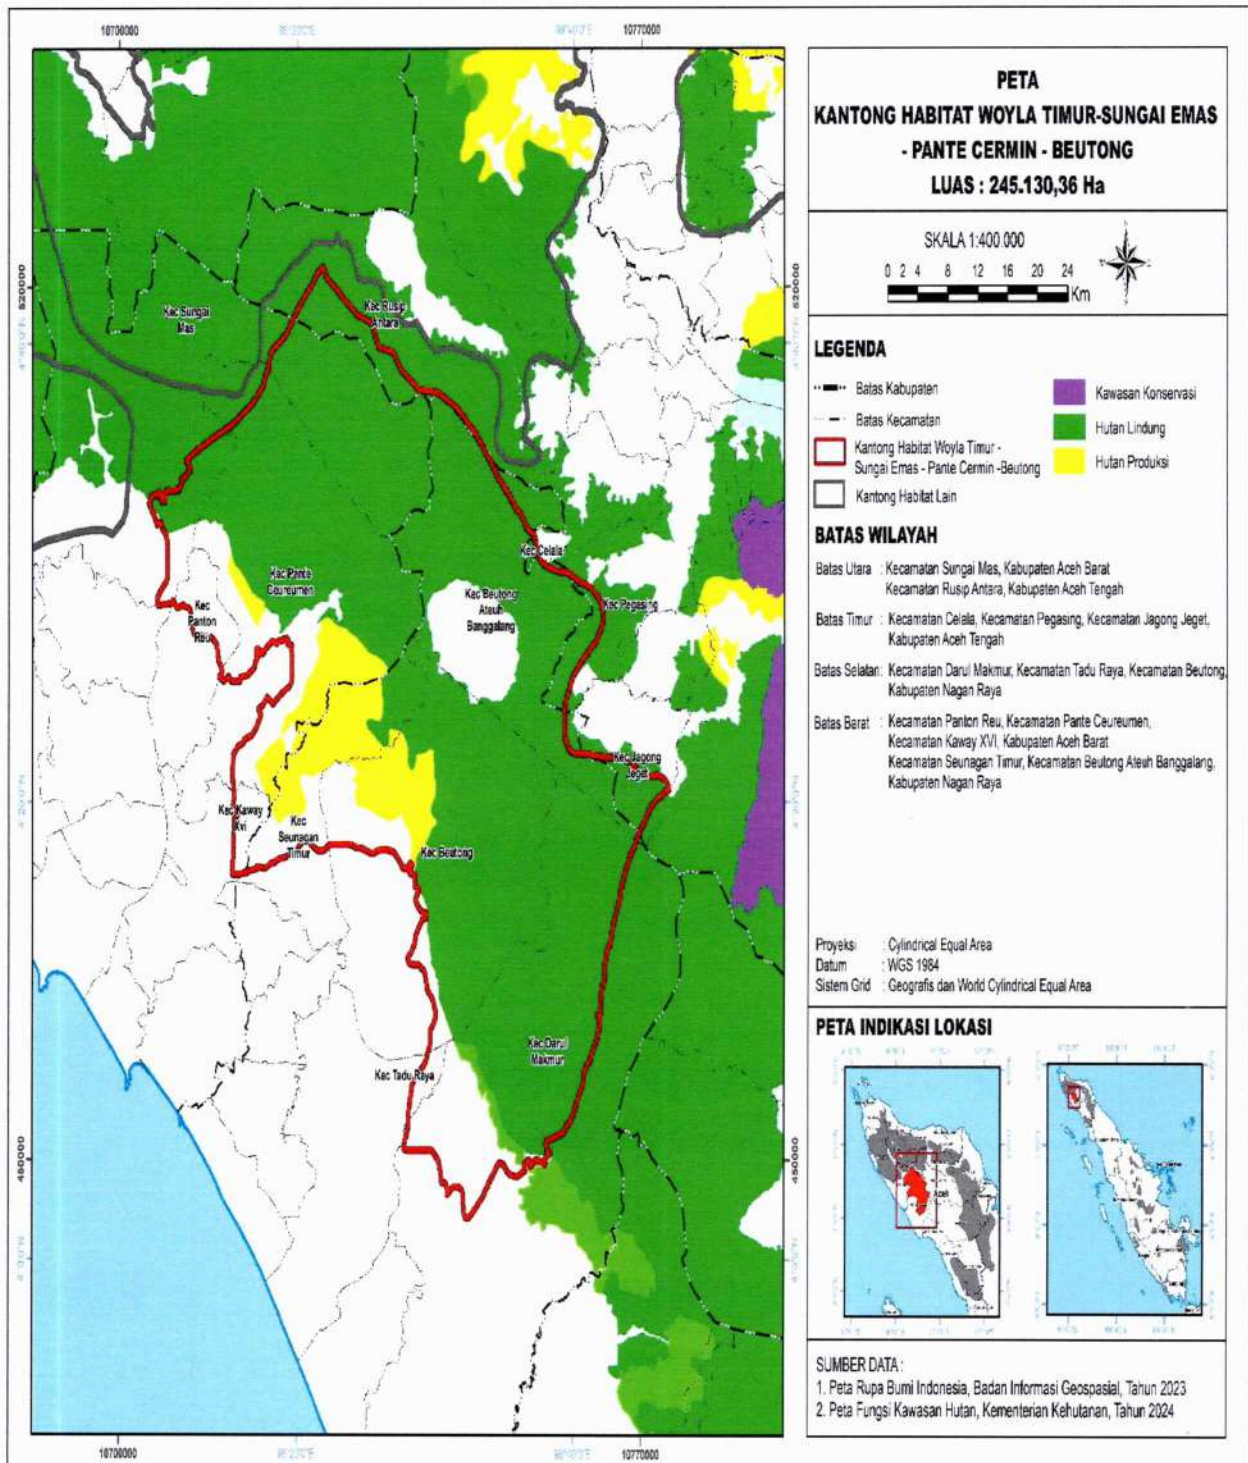 10700000
10770000
520000
Kec Sungai
Mas
Kec Rusip
Antara
Kec Celala
Kec Pante
Ceureumen
Kec Beutong
Ateuh
Banggalang
Kec Pegasing
Kec
Panton
Reu
Kec Jagong
Jeget
Kec Kaway
Xvi
Kec
Seunagan
Timur
Kec Beutong
Kec Darul
Makmur
Kec Tadu Raya
10700000
10770000
520000
PETA
KANTONG HABITAT WOYLA TIMUR-SUNGAI EMAS
- PANTE CERMIN - BEUTONG
LUAS : 245.130,36 Ha
SKALA 1:400.000
0 2 4 8 12 16 20 24
Km
LEGENDA
Batas Kabupaten
Batas Kecamatan
Kantong Habitat Woyla Timur -
Sungai Emas - Pante Cermin -Beutong
Kantong Habitat Lain
Kawasan Konservasi
Hutan Lindung
Hutan Produksi
BATAS WILAYAH
Batas Utara : Kecamatan Sungai Mas, Kabupaten Aceh Barat
Kecamatan Rusip Antara, Kabupaten Aceh Tengah
Batas Timur : Kecamatan Celala, Kecamatan Pegasing, Kecamatan Jagong Jeget,
Kabupaten Aceh Tengah
Batas Selatan: Kecamatan Darul Makmur, Kecamatan Tadu Raya, Kecamatan Beutong,
Kabupaten Nagan Raya
Batas Barat : Kecamatan Panton Reu, Kecamatan Pante Ceureumen,
Kecamatan Kaway XVI, Kabupaten Aceh Barat
Kecamatan Seunagan Timur, Kecamatan Beutong Ateuh Banggalang,
Kabupaten Nagan Raya
Proyeksi : Cylindrical Equal Area
Datum : WGS 1984
Sistem Grid : Geografis dan World Cylindrical Equal Area
PETA INDIKASI LOKASI
Aceh
SUMBER DATA :
1. Peta Rupa Bumi Indonesia, Badan Informasi Geospasial, Tahun 2023
2. Peta Fungsi Kawasan Hutan, Kementerian Kehutanan, Tahun 2024